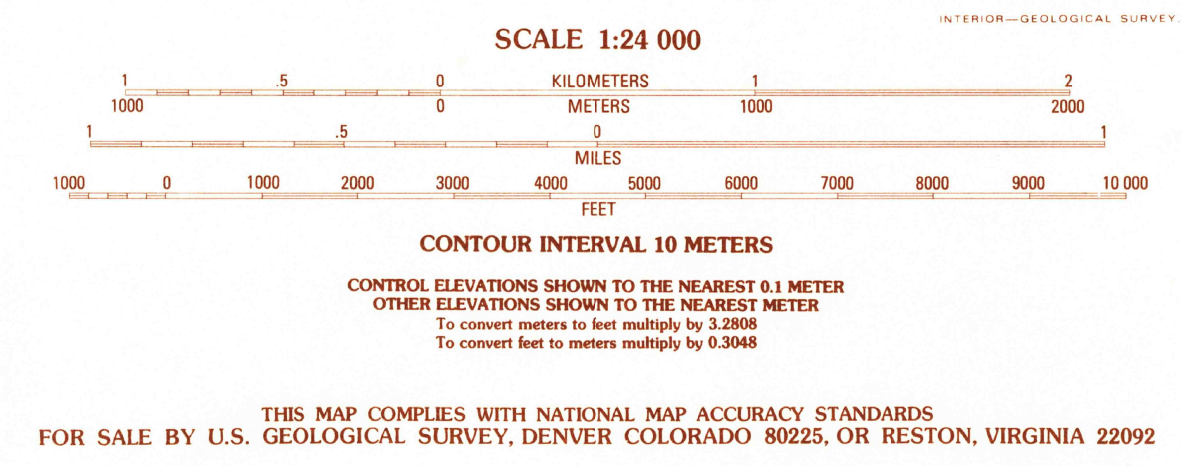 INTERIOR—GEOLOGICAL SURVEY.
SCALE 1:24 000
1 .5 0 KILOMETERS 1 2
1000 0 METERS 1000 2000
1 .5 0 1
MILES
1000 0 1000 2000 3000 4000 5000 6000 7000 8000 9000 10 000
FEET
CONTOUR INTERVAL 10 METERS
CONTROL ELEVATIONS SHOWN TO THE NEAREST 0.1 METER
OTHER ELEVATIONS SHOWN TO THE NEAREST METER
To convert meters to feet multiply by 3.2808
To convert feet to meters multiply by 0.3048
THIS MAP COMPLIES WITH NATIONAL MAP ACCURACY STANDARDS
FOR SALE BY U.S. GEOLOGICAL SURVEY, DENVER COLORADO 80225, OR RESTON, VIRGINIA 22092